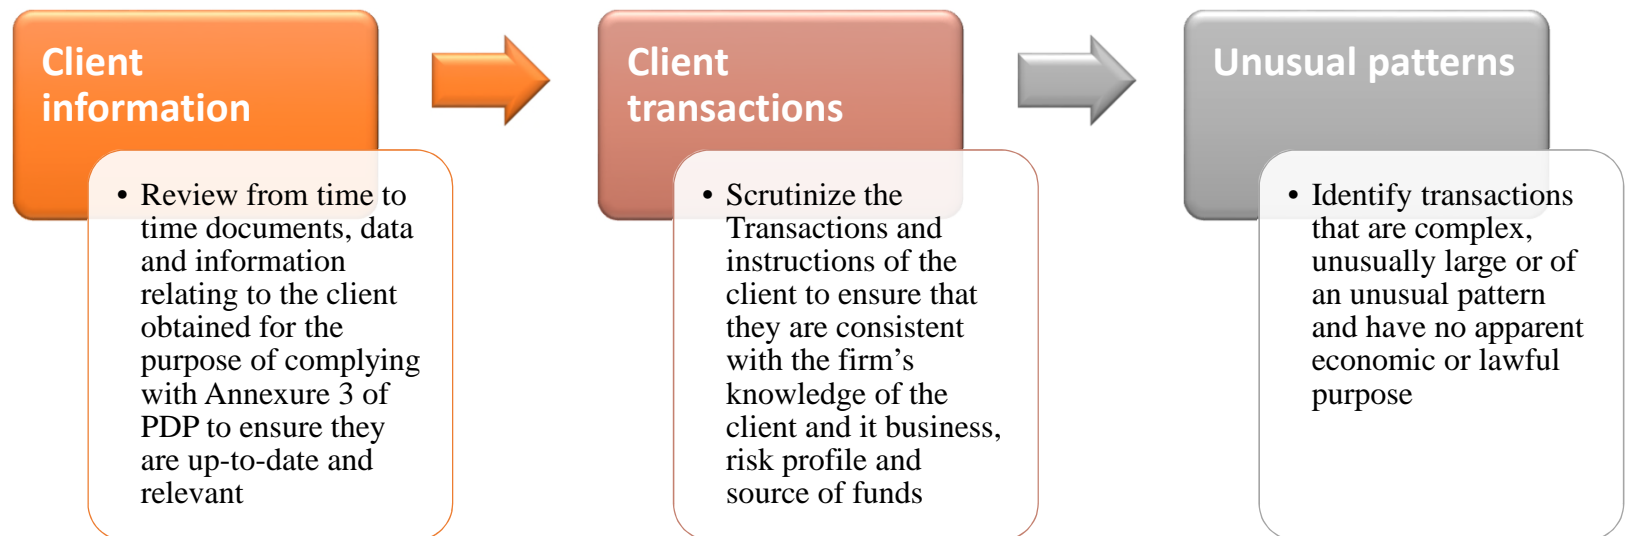 Client
information
• Review from time to
time documents, data
and information
relating to the client
obtained for the
purpose of complying
with Annexure 3 of
PDP to ensure they
are up-to-date and
relevant
Client
transactions
• Scrutinize the
Transactions and
instructions of the
client to ensure that
they are consistent
with the firm’s
knowledge of the
client and it business,
risk profile and
source of funds
Unusual patterns
• Identify transactions
that are complex,
unusually large or of
an unusual pattern
and have no apparent
economic or lawful
purpose